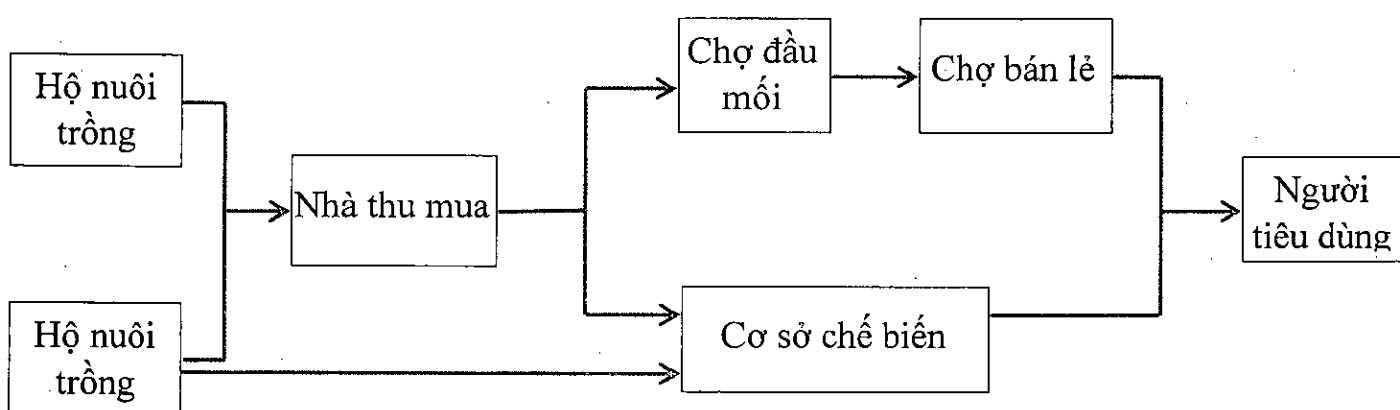 Hộ nuôi
trồng
Nhà thu mua
Chợ đầu
mối
Chợ bán lẻ
Người
tiêu dùng
Hộ nuôi
trồng
Cơ sở chế biến